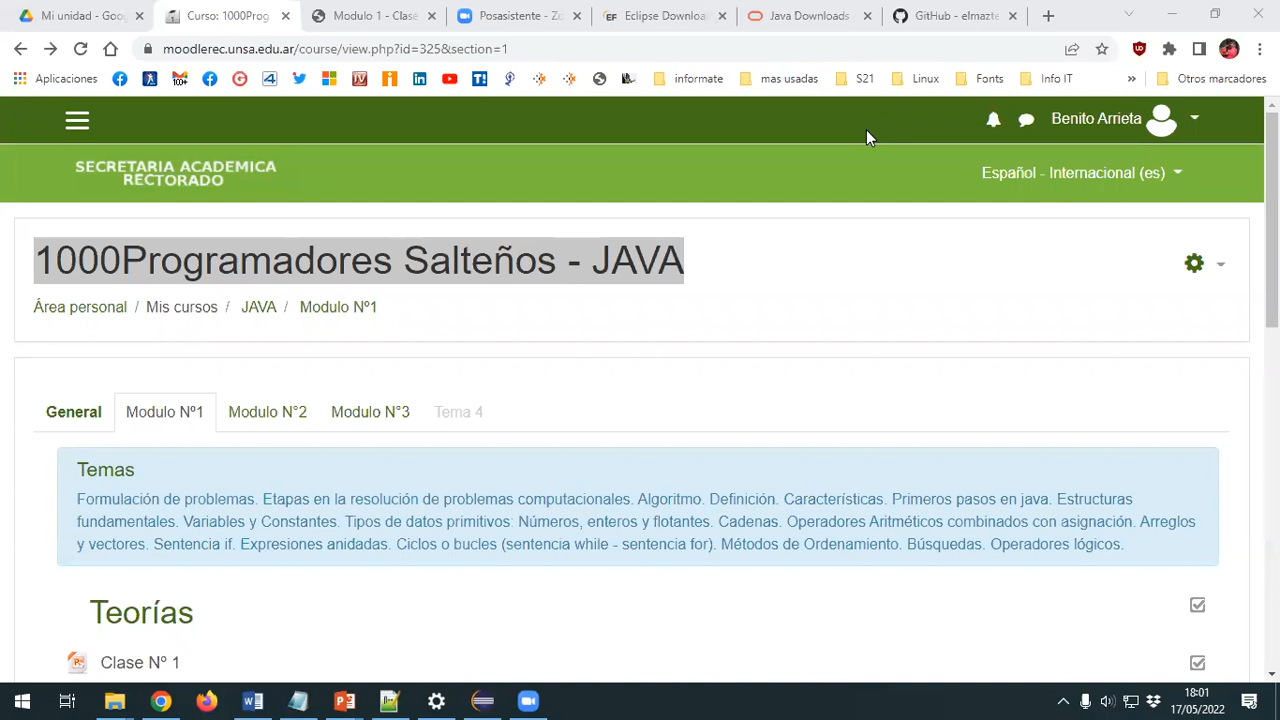 Mi unidad - Goog
Curso: 1000Prog
Modulo 1 - Clase
Posasistente - Zo
Eclipse Downloa
Java Downloads
GitHub - elmazte
moodlerec.unsa.edu.ar/course/view.php?id=325&section=1
Aplicaciones
informate
mas usadas
S21
Linux
Fonts
Info IT
»
Otros marcadores
Benito Arrieta
SECRETARIA ACADEMICA
RECTORADO
Español - Internacional (es)
1000Programadores Salteños - JAVA
Área personal / Mis cursos / JAVA / Modulo Nº1
General
Modulo Nº1
Modulo N°2
Modulo N°3
Tema 4
Temas
Formulación de problemas. Etapas en la resolución de problemas computacionales. Algoritmo. Definición. Características. Primeros pasos en java. Estructuras
fundamentales. Variables y Constantes. Tipos de datos primitivos: Números, enteros y flotantes. Cadenas. Operadores Aritméticos combinados con asignación. Arreglos
y vectores. Sentencia if. Expresiones anidadas. Ciclos o bucles (sentencia while - sentencia for). Métodos de Ordenamiento. Búsquedas. Operadores lógicos.
Teorías
Clase Nº 1
18:01
17/05/2022